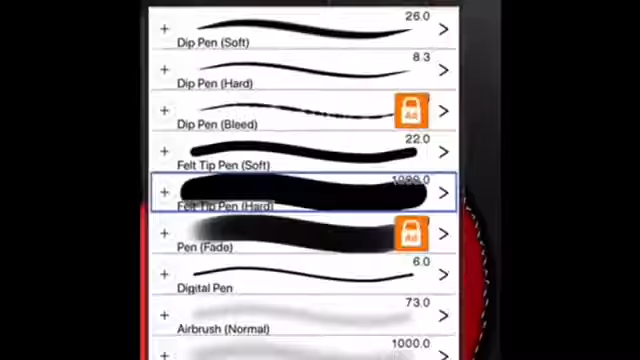 26.0
Dip Pen (Soft)
8.3
Dip Pen (Hard)
Dip Pen (Bleed)
Ad
22.0
Felt Tip Pen (Soft)
1000.0
Felt Tip Pen (Hard)
Pen (Fade)
Ad
6.0
Digital Pen
73.0
Airbrush (Normal)
1000.0